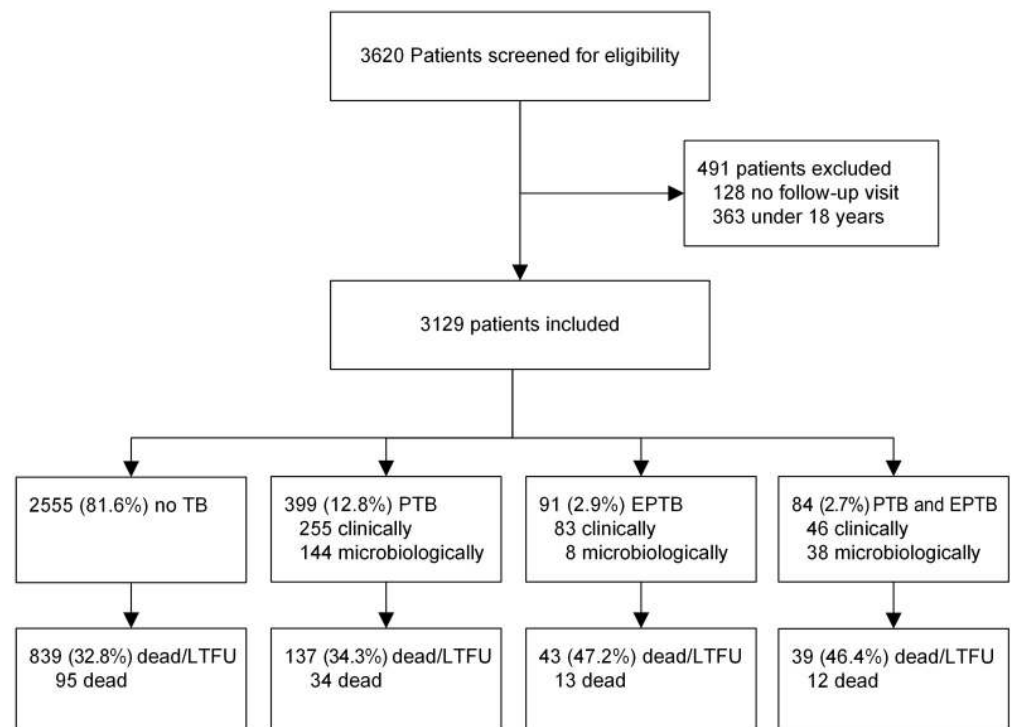 3620 Patients screened for eligibility
491 patients excluded
128 no follow-up visit
363 under 18 years
3129 patients included
2555 (81.6%) no TB
399 (12.8%) PTB
255 clinically
144 microbiologically
91 (2.9%) EPTB
83 clinically
8 microbiologically
84 (2.7%) PTB and EPTB
46 clinically
38 microbiologically
839 (32.8%) dead/LTFU
95 dead
137 (34.3%) dead/LTFU
34 dead
43 (47.2%) dead/LTFU
13 dead
39 (46.4%) dead/LTFU
12 dead